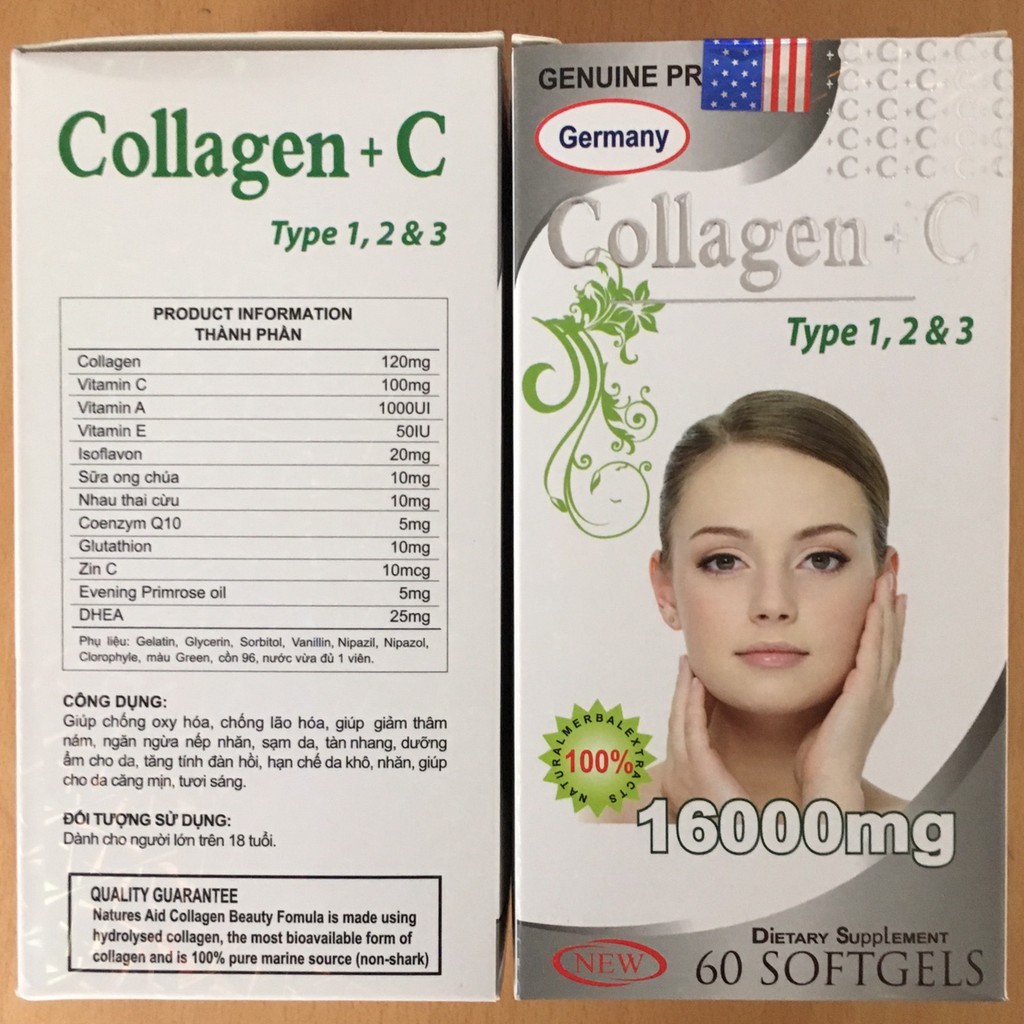 Collagen + C
Type 1, 2 & 3
PRODUCT INFORMATION
THÀNH PHẦN
Collagen 120mg
Vitamin C 100mg
Vitamin A 1000UI
Vitamin E 50IU
Isoflavon 20mg
Sữa ong chúa 10mg
Nhau thai cừu 10mg
Coenzym Q10 5mg
Glutathion 10mg
Zin C 10mcg
Evening Primrose oil 5mg
DHEA 25mg
Phụ liệu: Gelatin, Glycerin, Sorbitol, Vanillin, Nipazil, Nipazol,
Clorophyle, màu Green, cồn 96, nước vừa đủ 1 viên.
CÔNG DỤNG:
Giúp chống oxy hóa, chống lão hóa, giúp giảm thâm
nám, ngăn ngừa nếp nhăn, sạm da, tàn nhang, dưỡng
ẩm cho da, tăng tính đàn hồi, hạn chế da khô, nhăn, giúp
cho da căng mịn, tươi sáng.
ĐỐI TƯỢNG SỬ DỤNG:
Dành cho người lớn trên 18 tuổi.
QUALITY GUARANTEE
Natures Aid Collagen Beauty Fomula is made using
hydrolysed collagen, the most bioavailable form of
collagen and is 100% pure marine source (non-shark)
GENUINE PR
Germany
+C+C+C+C+C
+C+C+C+C+C
+C+C+C+C+C
+C+C+C+C+C
+C+C+C+C+C
Collagen + C
Type 1, 2 & 3
NATURALMERBALEXTRACTS
100%
16000mg
DIETARY SUPPLEMENT
NEW
60 SOFTGELS